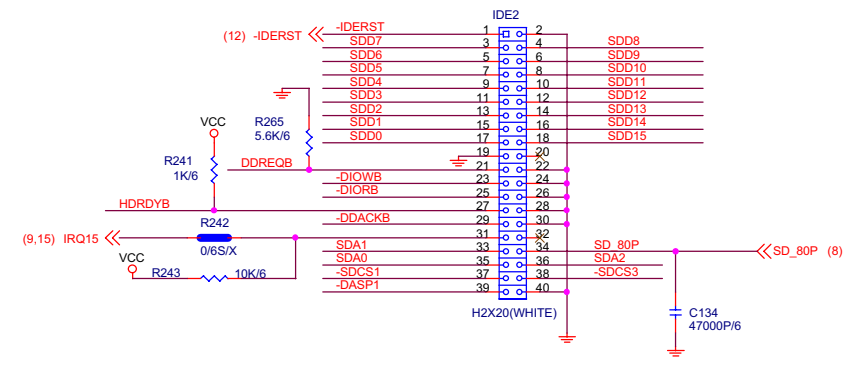 IDE2
(12) -IDERST -IDERST 1 2
SDD7 3 4 SDD8
SDD6 5 6 SDD9
SDD5 7 8 SDD10
SDD4 9 10 SDD11
SDD3 11 12 SDD12
SDD2 13 14 SDD13
SDD1 15 16 SDD14
SDD0 17 18 SDD15
19 20
VCC
R265
5.6K/6
R241
1K/6
DDREQB 21 22
-DIOWB 23 24
-DIORB 25 26
HDRDYB 27 28
-DDACKB 29 30
R242
0/6S/X
(9,15) IRQ15 31 32
SDA1 33 34 SD_80P SD_80P (8)
SDA0 35 36 SDA2
VCC
R243 10K/6
-SDCS1 37 38 -SDCS3
-DASP1 39 40
H2X20(WHITE)
C134
47000P/6